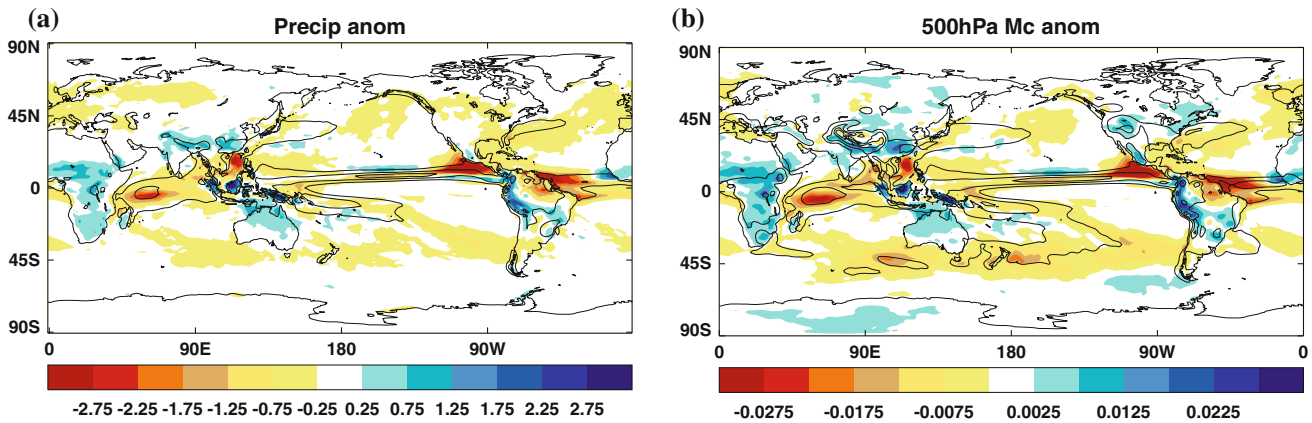 (a)
Precip anom
90N
45N
0
45S
90S
0 90E 180 90W
-2.75 -2.25 -1.75 -1.25 -0.75 -0.25 0.25 0.75 1.25 1.75 2.25 2.75
(b)
500hPa Mc anom
90N
45N
0
45S
90S
0 90E 180 90W 0
-0.0275 -0.0175 -0.0075 0.0025 0.0125 0.0225